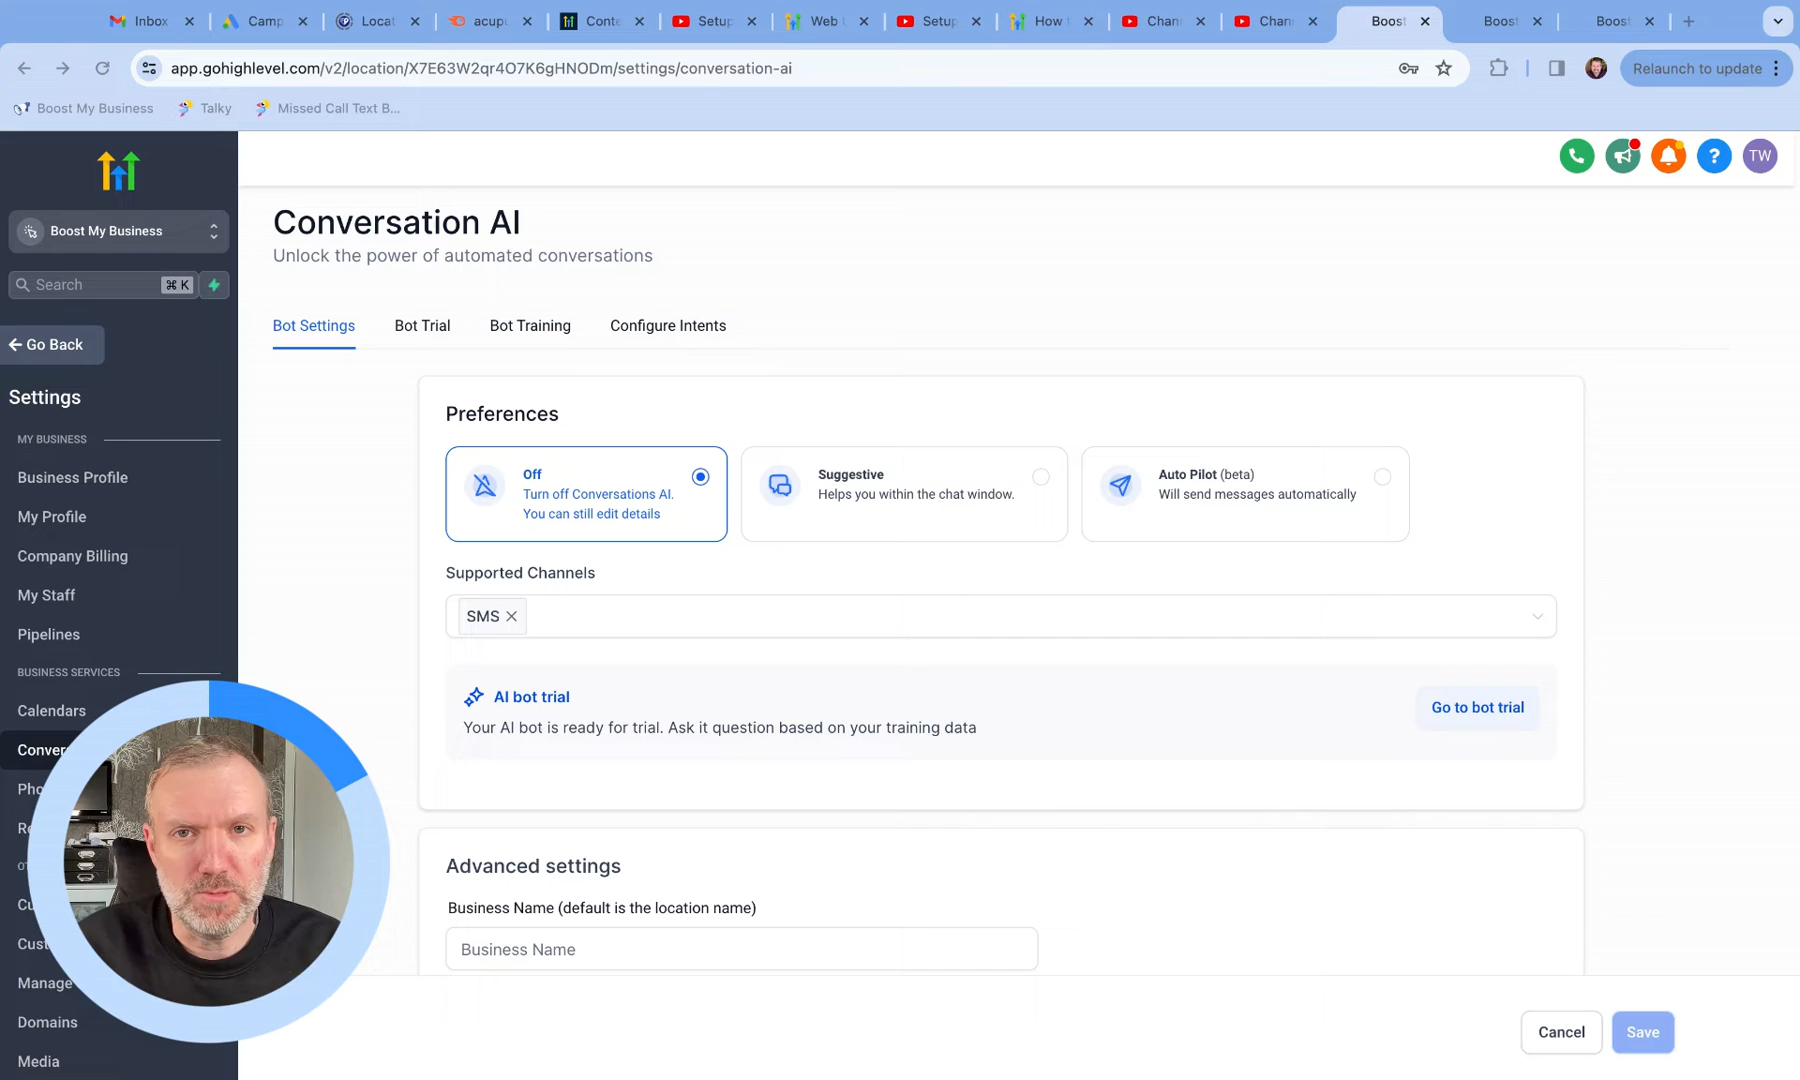 Inbox
Camp
Locat
acupu
Conte
Setup
Web U
Setup
How t
Chan
Chan
Boost
Boost
Boost
app.gohighlevel.com/v2/location/X7E63W2qr4O7K6gHNODm/settings/conversation-ai
Relaunch to update
Boost My Business
Talky
Missed Call Text B...
TW
Boost My Business
Search
⌘ K
Go Back
Settings
MY BUSINESS
Business Profile
My Profile
Company Billing
My Staff
Pipelines
BUSINESS SERVICES
Calendars
Conver
Pho
Re
OT
Cu
Cust
Manage
Domains
Media
Conversation AI
Unlock the power of automated conversations
Bot Settings
Bot Trial
Bot Training
Configure Intents
Preferences
Off
Turn off Conversations AI.
You can still edit details
Suggestive
Helps you within the chat window.
Auto Pilot (beta)
Will send messages automatically
Supported Channels
SMS
AI bot trial
Your AI bot is ready for trial. Ask it question based on your training data
Go to bot trial
Advanced settings
Business Name (default is the location name)
Business Name
Cancel
Save